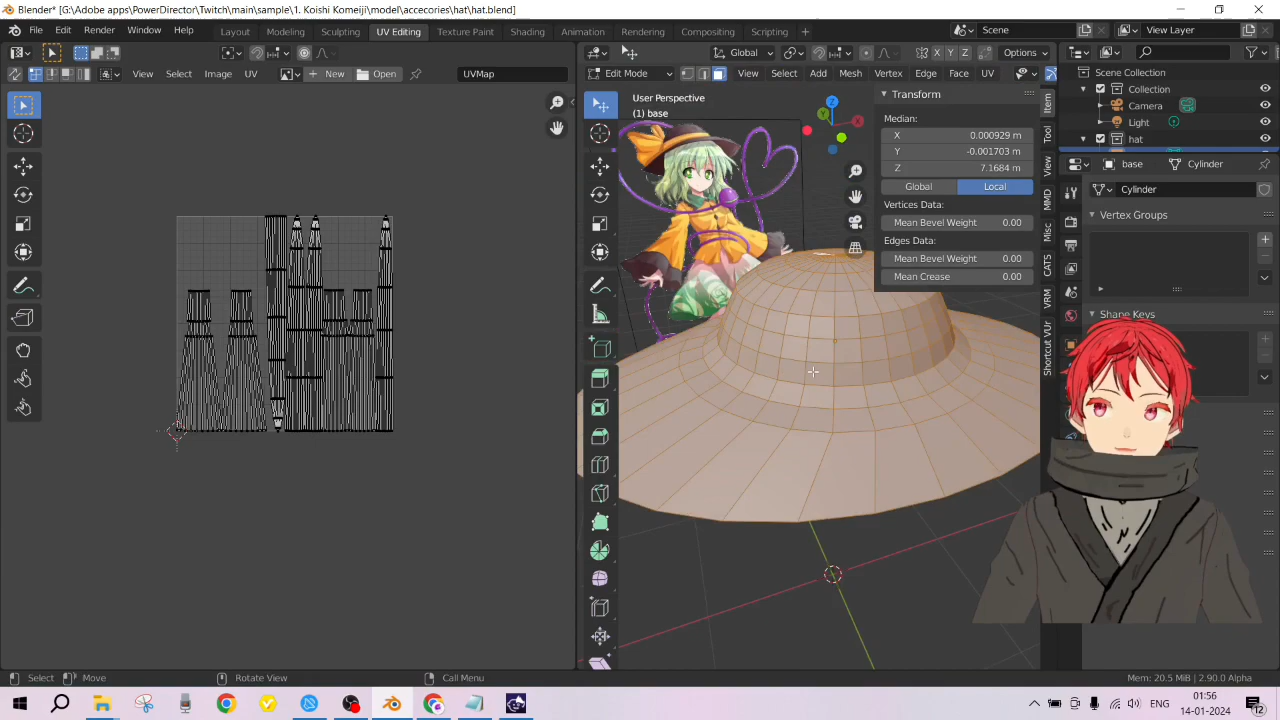 Blender* [G:\Adobe apps\PowerDirector\Twitch\main\sample\1. Koishi Komeiji\model\accecories\hat\hat.blend]
File Edit Render Window Help Layout Modeling Sculpting UV Editing Texture Paint Shading Animation Rendering Compositing Scripting + Scene View Layer
Global X Y Z Options
View Select Image UV New Open UVMap Edit Mode View Select Add Mesh Vertex Edge Face UV
User Perspective
(1) base
Transform
Median:
X 0.000929 m
Y -0.001703 m
Z 7.1684 m
Global Local
Vertices Data:
Mean Bevel Weight 0.00
Edges Data:
Mean Bevel Weight 0.00
Mean Crease 0.00
Item
Tool
View
MMD
Misc
CATS
VRM
Shortcut VUr
Scene Collection
Collection
Camera
Light
hat
base Cylinder
Cylinder
Vertex Groups
Shape Keys
Select Move Rotate View Call Menu Mem: 20.5 MiB | 2.90.0 Alpha
01:56
14-01-2024
12